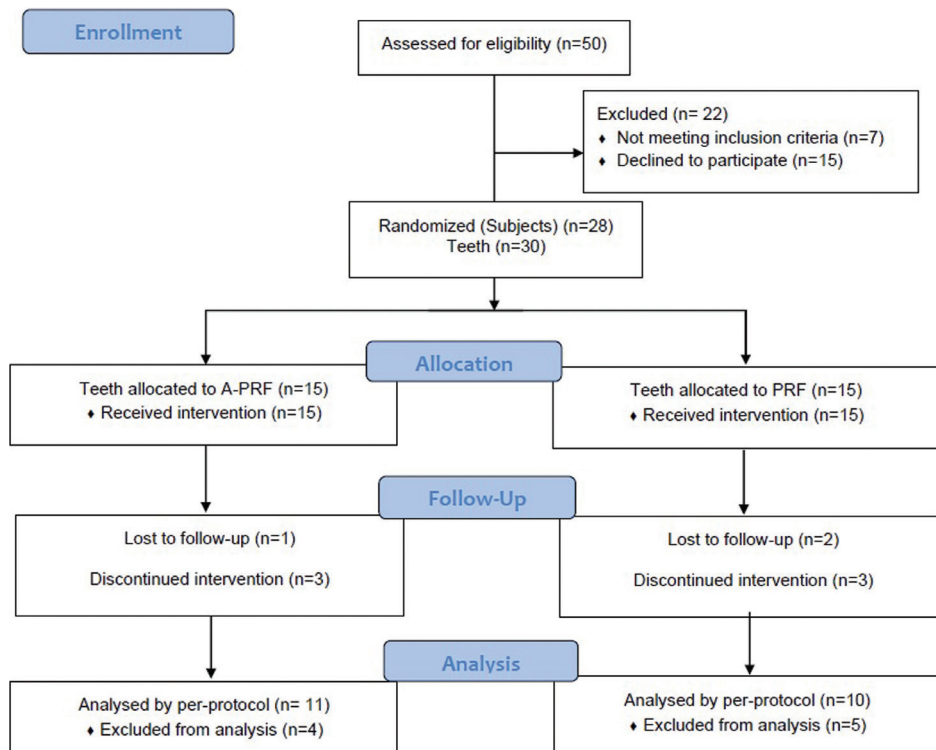 Enrollment
Assessed for eligibility (n=50)
Excluded (n= 22)
♦ Not meeting inclusion criteria (n=7)
♦ Declined to participate (n=15)
Randomized (Subjects) (n=28)
Teeth (n=30)
Allocation
Teeth allocated to A-PRF (n=15)
♦ Received intervention (n=15)
Teeth allocated to PRF (n=15)
♦ Received intervention (n=15)
Follow-Up
Lost to follow-up (n=1)
Discontinued intervention (n=3)
Lost to follow-up (n=2)
Discontinued intervention (n=3)
Analysis
Analysed by per-protocol (n= 11)
♦ Excluded from analysis (n=4)
Analysed by per-protocol (n=10)
♦ Excluded from analysis (n=5)